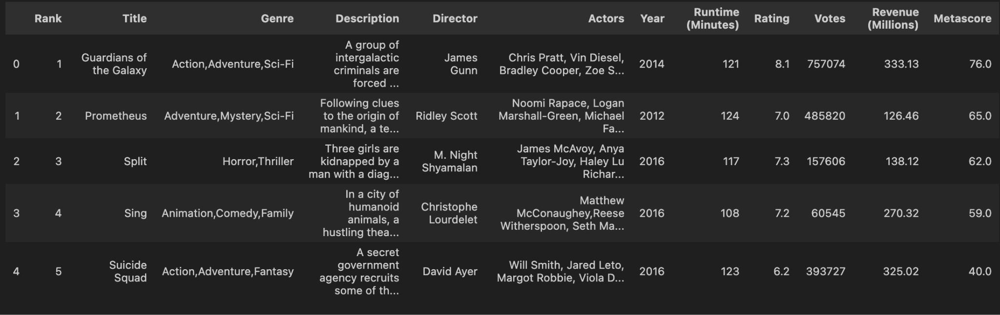 Rank Title Genre Description Director Actors Year Runtime (Minutes) Rating Votes Revenue (Millions) Metascore
0 1 Guardians of the Galaxy Action,Adventure,Sci-Fi A group of intergalactic criminals are forced ... James Gunn Chris Pratt, Vin Diesel, Bradley Cooper, Zoe S... 2014 121 8.1 757074 333.13 76.0
1 2 Prometheus Adventure,Mystery,Sci-Fi Following clues to the origin of mankind, a te... Ridley Scott Noomi Rapace, Logan Marshall-Green, Michael Fa... 2012 124 7.0 485820 126.46 65.0
2 3 Split Horror,Thriller Three girls are kidnapped by a man with a diag... M. Night Shyamalan James McAvoy, Anya Taylor-Joy, Haley Lu Richar... 2016 117 7.3 157606 138.12 62.0
3 4 Sing Animation,Comedy,Family In a city of humanoid animals, a hustling thea... Christophe Lourdelet Matthew McConaughey,Reese Witherspoon, Seth Ma... 2016 108 7.2 60545 270.32 59.0
4 5 Suicide Squad Action,Adventure,Fantasy A secret government agency recruits some of th... David Ayer Will Smith, Jared Leto, Margot Robbie, Viola D... 2016 123 6.2 393727 325.02 40.0